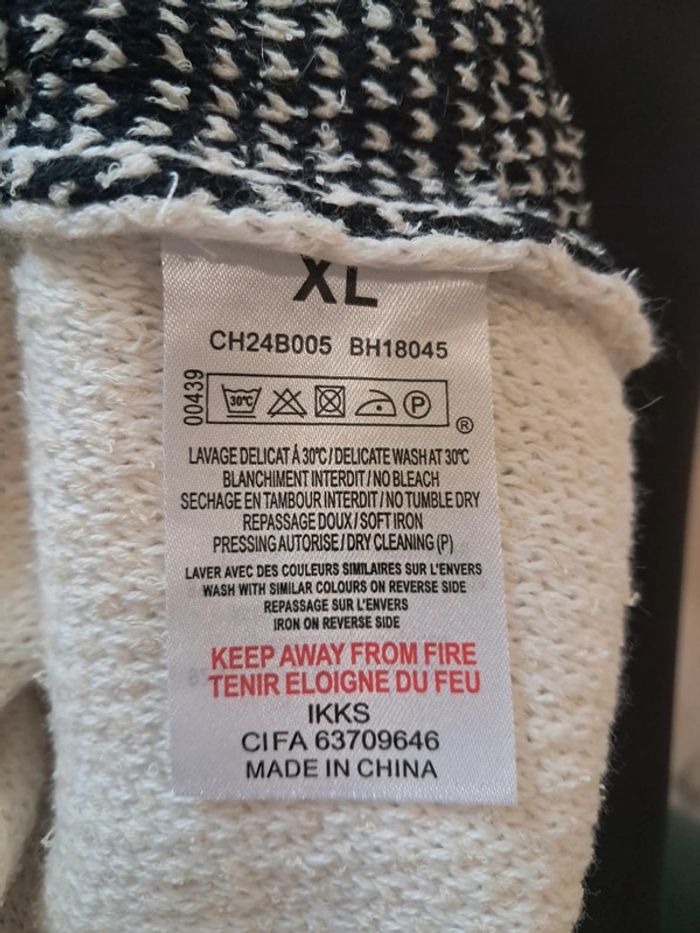 XL
CH24B005 BH18045
00439
30°C P
®
LAVAGE DELICAT Á 30°C / DELICATE WASH AT 30°C
BLANCHIMENT INTERDIT / NO BLEACH
SECHAGE EN TAMBOUR INTERDIT / NO TUMBLE DRY
REPASSAGE DOUX / SOFT IRON
PRESSING AUTORISE / DRY CLEANING (P)
LAVER AVEC DES COULEURS SIMILAIRES SUR L'ENVERS
WASH WITH SIMILAR COLOURS ON REVERSE SIDE
REPASSAGE SUR L'ENVERS
IRON ON REVERSE SIDE
KEEP AWAY FROM FIRE
TENIR ELOIGNE DU FEU
IKKS
CIFA 63709646
MADE IN CHINA